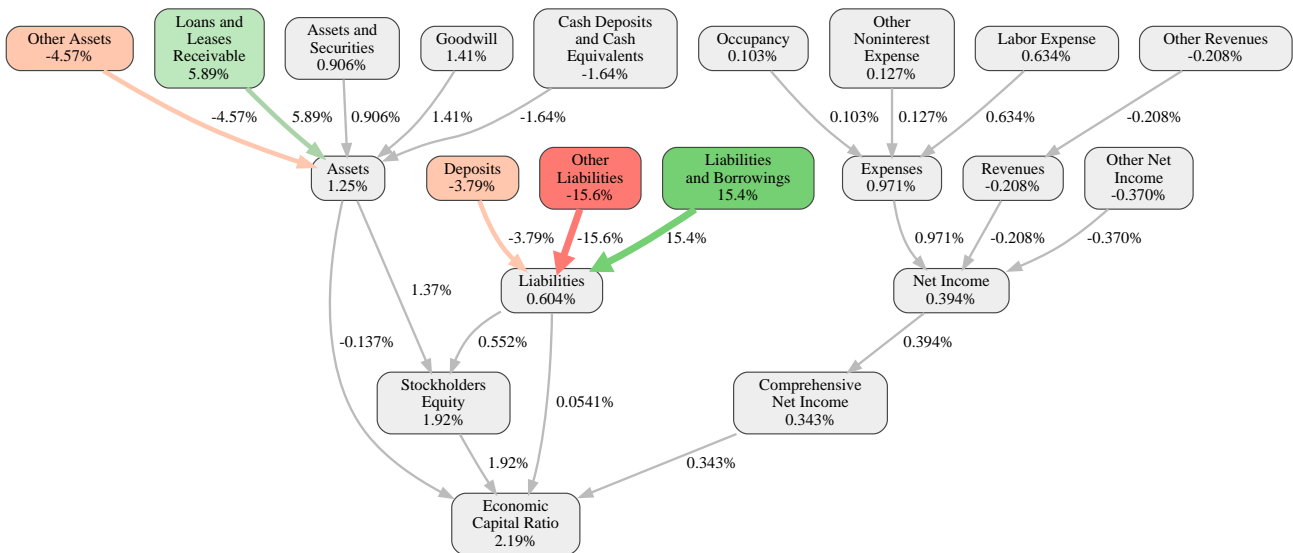 Other Assets
-4.57%
Loans and
Leases
Receivable
5.89%
Assets and
Securities
0.906%
Goodwill
1.41%
Cash Deposits
and Cash
Equivalents
-1.64%
Occupancy
0.103%
Other
Noninterest
Expense
0.127%
Labor Expense
0.634%
Other Revenues
-0.208%
-4.57%
5.89%
0.906%
1.41%
-1.64%
0.103%
0.127%
0.634%
-0.208%
Assets
1.25%
Deposits
-3.79%
Other
Liabilities
-15.6%
Liabilities
and Borrowings
15.4%
Expenses
0.971%
Revenues
-0.208%
Other Net
Income
-0.370%
-3.79%
-15.6%
15.4%
0.971%
-0.208%
-0.370%
1.37%
Liabilities
0.604%
Net Income
0.394%
-0.137%
0.552%
0.394%
Stockholders
Equity
1.92%
0.0541%
Comprehensive
Net Income
0.343%
1.92%
0.343%
Economic
Capital Ratio
2.19%